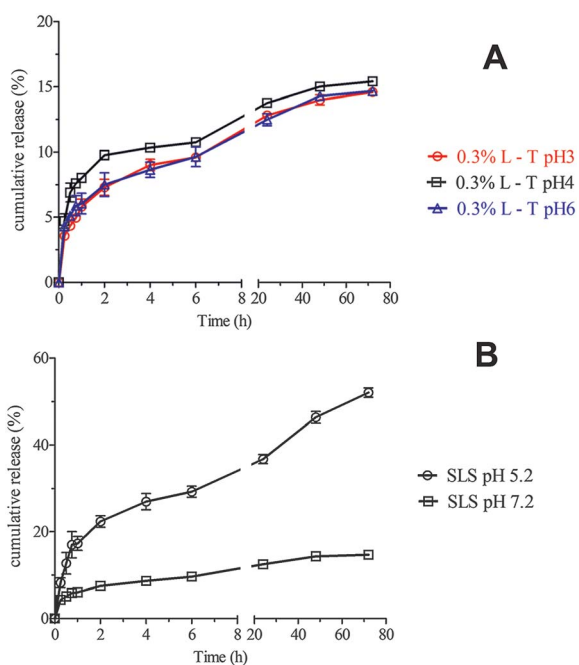 A
cumulative release (%)
20
15
10
5
0
0 2 4 6 8 20 40 60 80
Time (h)
0.3% L - T pH3
0.3% L - T pH4
0.3% L - T pH6
B
cumulative release (%)
60
40
20
0
0 2 4 6 8 20 40 60 80
Time (h)
SLS pH 5.2
SLS pH 7.2